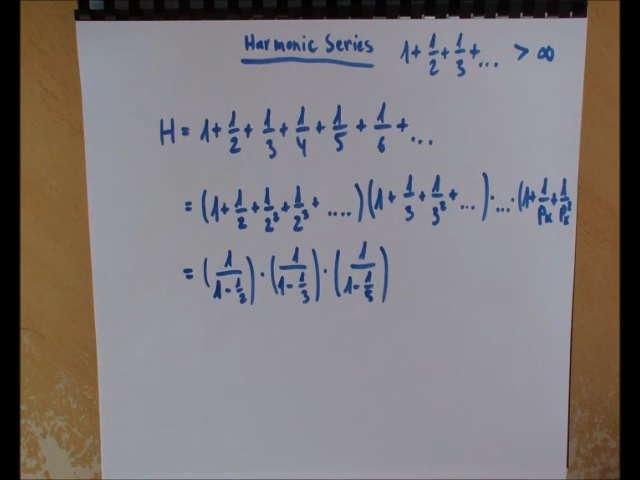 Harmonic Series 1 + 1/2 + 1/3 + ... > ∞
H = 1 + 1/2 + 1/3 + 1/4 + 1/5 + 1/6 + ...
= (1 + 1/2 + 1/2² + 1/2³ + ....) (1 + 1/3 + 1/3² + ...) · ... · (1 + 1/Pk + 1/Pk²
= (1/(1 - 1/2)) · (1/(1 - 1/3)) · (1/(1 - 1/5))